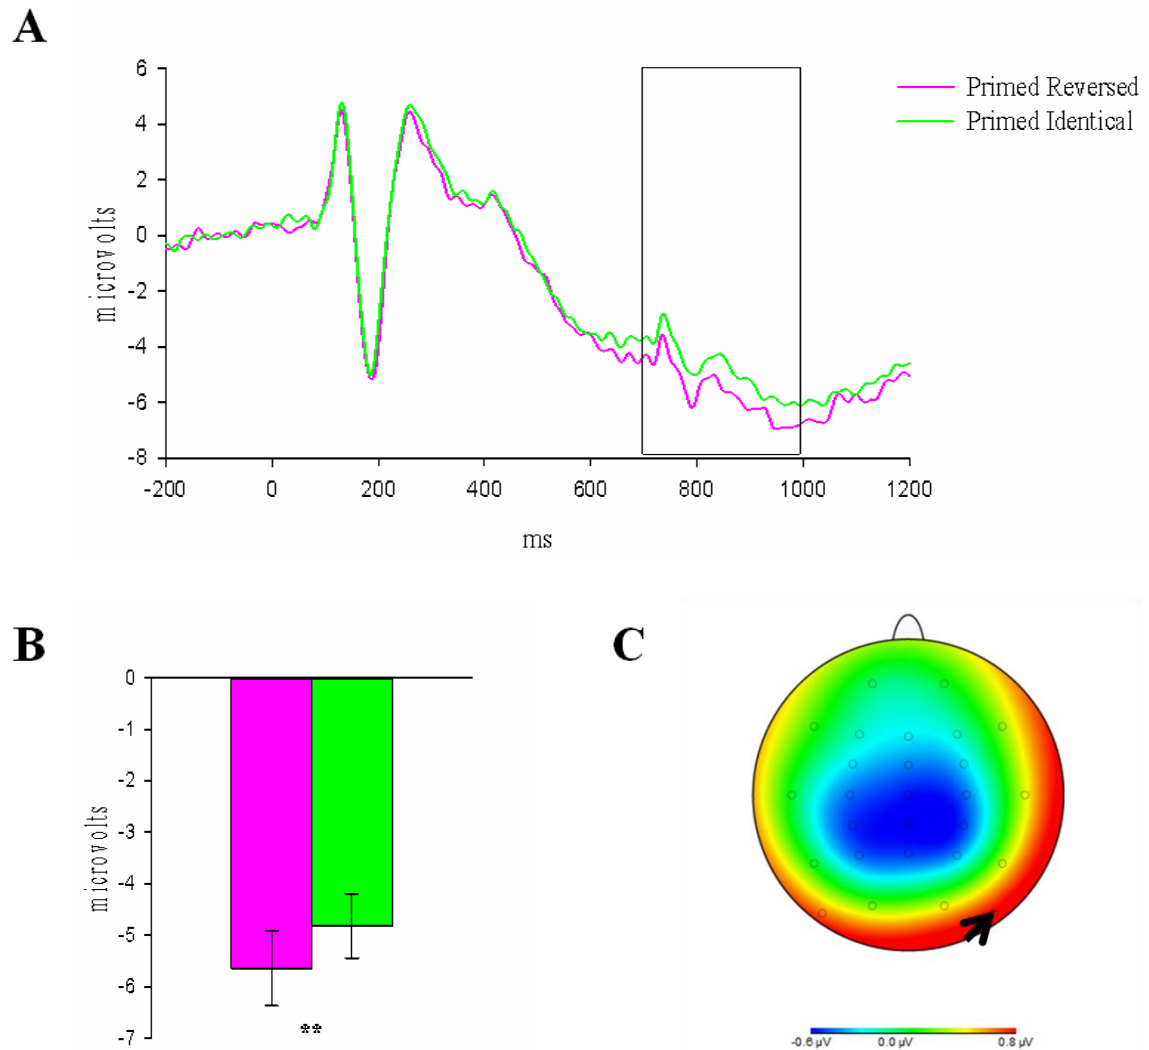 A
6
4
2
0
-2
-4
-6
-8
microvolts
-200 0 200 400 600 800 1000 1200
ms
Primed Reversed
Primed Identical
B
0
-1
-2
-3
-4
-5
-6
-7
microvolts
**
C
-0.6 µV 0.0 µV 0.8 µV